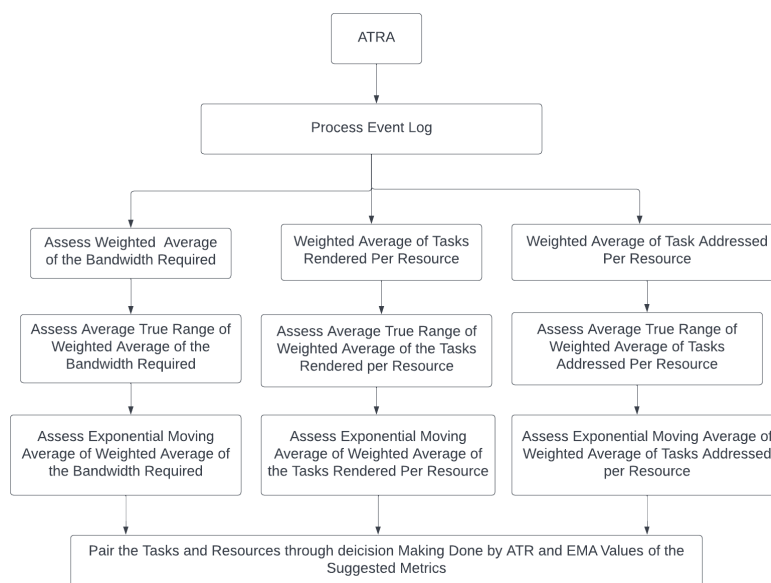 ATRA
Process Event Log
Assess Weighted Average
of the Bandwidth Required
Weighted Average of Tasks
Rendered Per Resource
Weighted Average of Task Addressed
Per Resource
Assess Average True Range of
Weighted Average of the
Bandwidth Required
Assess Average True Range of
Weighted Average of the Tasks
Rendered per Resource
Assess Average True Range of
Weighted Average of Tasks
Addressed Per Resource
Assess Exponential Moving
Average of Weighted Average of
the Bandwidth Required
Assess Exponential Moving
Average of Weighted Average of
the Tasks Rendered Per Resource
Assess Exponential Moving Average of
Weighted Average of Tasks Addressed
per Resource
Pair the Tasks and Resources through deicision Making Done by ATR and EMA Values of the
Suggested Metrics